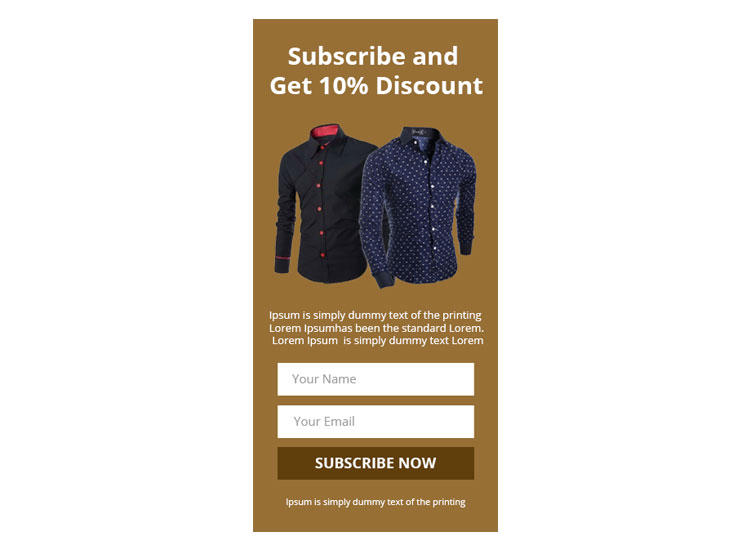 Subscribe and
Get 10% Discount
Ipsum is simply dummy text of the printing
Lorem Ipsumhas been the standard Lorem.
Lorem Ipsum is simply dummy text Lorem
Your Name
Your Email
SUBSCRIBE NOW
Ipsum is simply dummy text of the printing